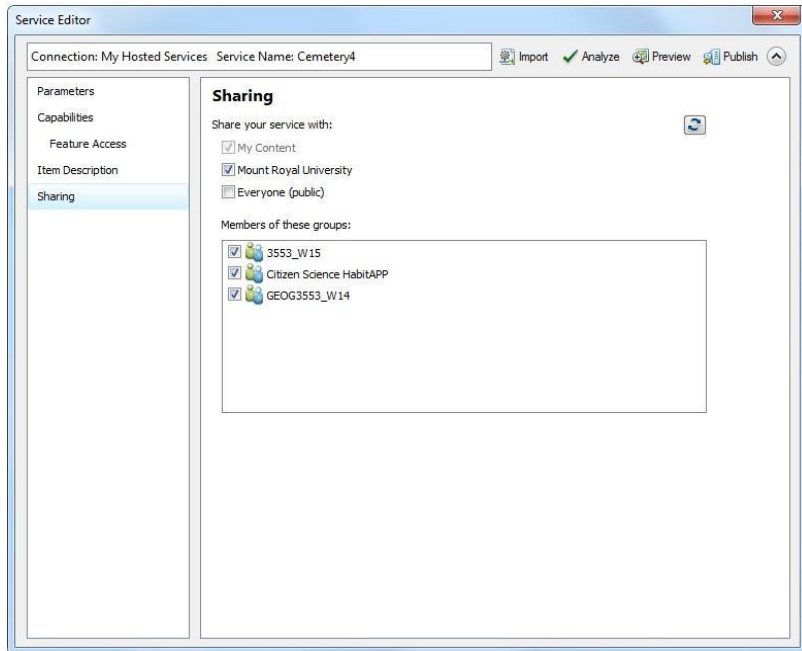 Service Editor
Connection: My Hosted Services Service Name: Cemetery4
Import Analyze Preview Publish
Parameters
Capabilities
Feature Access
Item Description
Sharing
Sharing
Share your service with:
My Content
Mount Royal University
Everyone (public)
Members of these groups:
3553_W15
Citizen Science HabitAPP
GEOG3553_W14